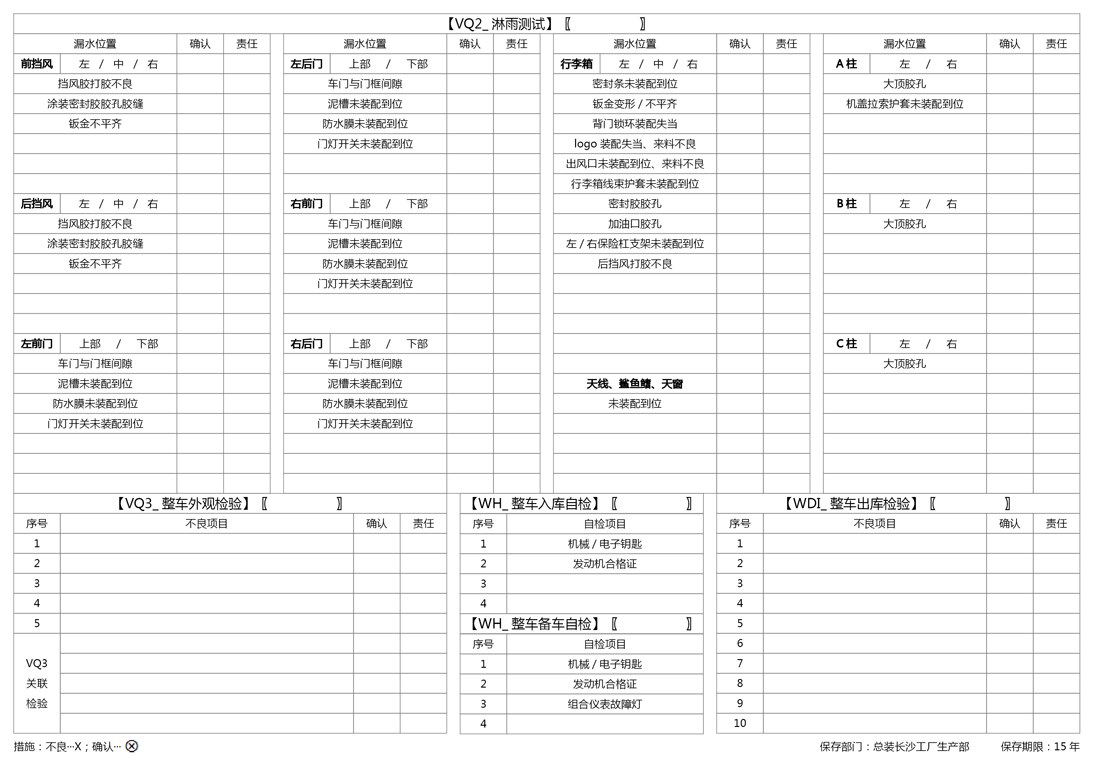 【VQ2_ 淋雨测试】〖 〗
漏水位置 确认 责任 漏水位置 确认 责任 漏水位置 确认 责任 漏水位置 确认 责任
前挡风 左 / 中 / 右 左后门 上部 / 下部 行李箱 左 / 中 / 右 A 柱 左 / 右
挡风胶打胶不良 车门与门框间隙 密封条未装配到位 大顶胶孔
涂装密封胶胶孔胶缝 泥槽未装配到位 钣金变形 / 不平齐 机盖拉索护套未装配到位
钣金不平齐 防水膜未装配到位 背门锁环装配失当
门灯开关未装配到位 logo 装配失当、来料不良
出风口未装配到位、来料不良
行李箱线束护套未装配到位
后挡风 左 / 中 / 右 右前门 上部 / 下部 密封胶胶孔 B 柱 左 / 右
挡风胶打胶不良 车门与门框间隙 加油口胶孔 大顶胶孔
涂装密封胶胶孔胶缝 泥槽未装配到位 左 / 右保险杠支架未装配到位
钣金不平齐 防水膜未装配到位 后挡风打胶不良
门灯开关未装配到位
左前门 上部 / 下部 右后门 上部 / 下部 C 柱 左 / 右
车门与门框间隙 车门与门框间隙 大顶胶孔
泥槽未装配到位 泥槽未装配到位 天线、鲨鱼鳍、天窗
防水膜未装配到位 防水膜未装配到位 未装配到位
门灯开关未装配到位 门灯开关未装配到位
【VQ3_ 整车外观检验】〖 〗 【WH_ 整车入库自检】〖 〗 【WDI_ 整车出库检验】〖 〗
序号 不良项目 确认 责任 序号 自检项目 序号 不良项目 确认 责任
1 1 机械 / 电子钥匙 1
2 2 发动机合格证 2
3 3 3
4 4 4
5 【WH_ 整车备车自检】〖 〗 5
序号 自检项目 6
VQ3 1 机械 / 电子钥匙 7
关联 2 发动机合格证 8
检验 3 组合仪表故障灯 9
4 10
措施：不良···X；确认··· ⊗ 保存部门：总装长沙工厂生产部 保存期限：15 年